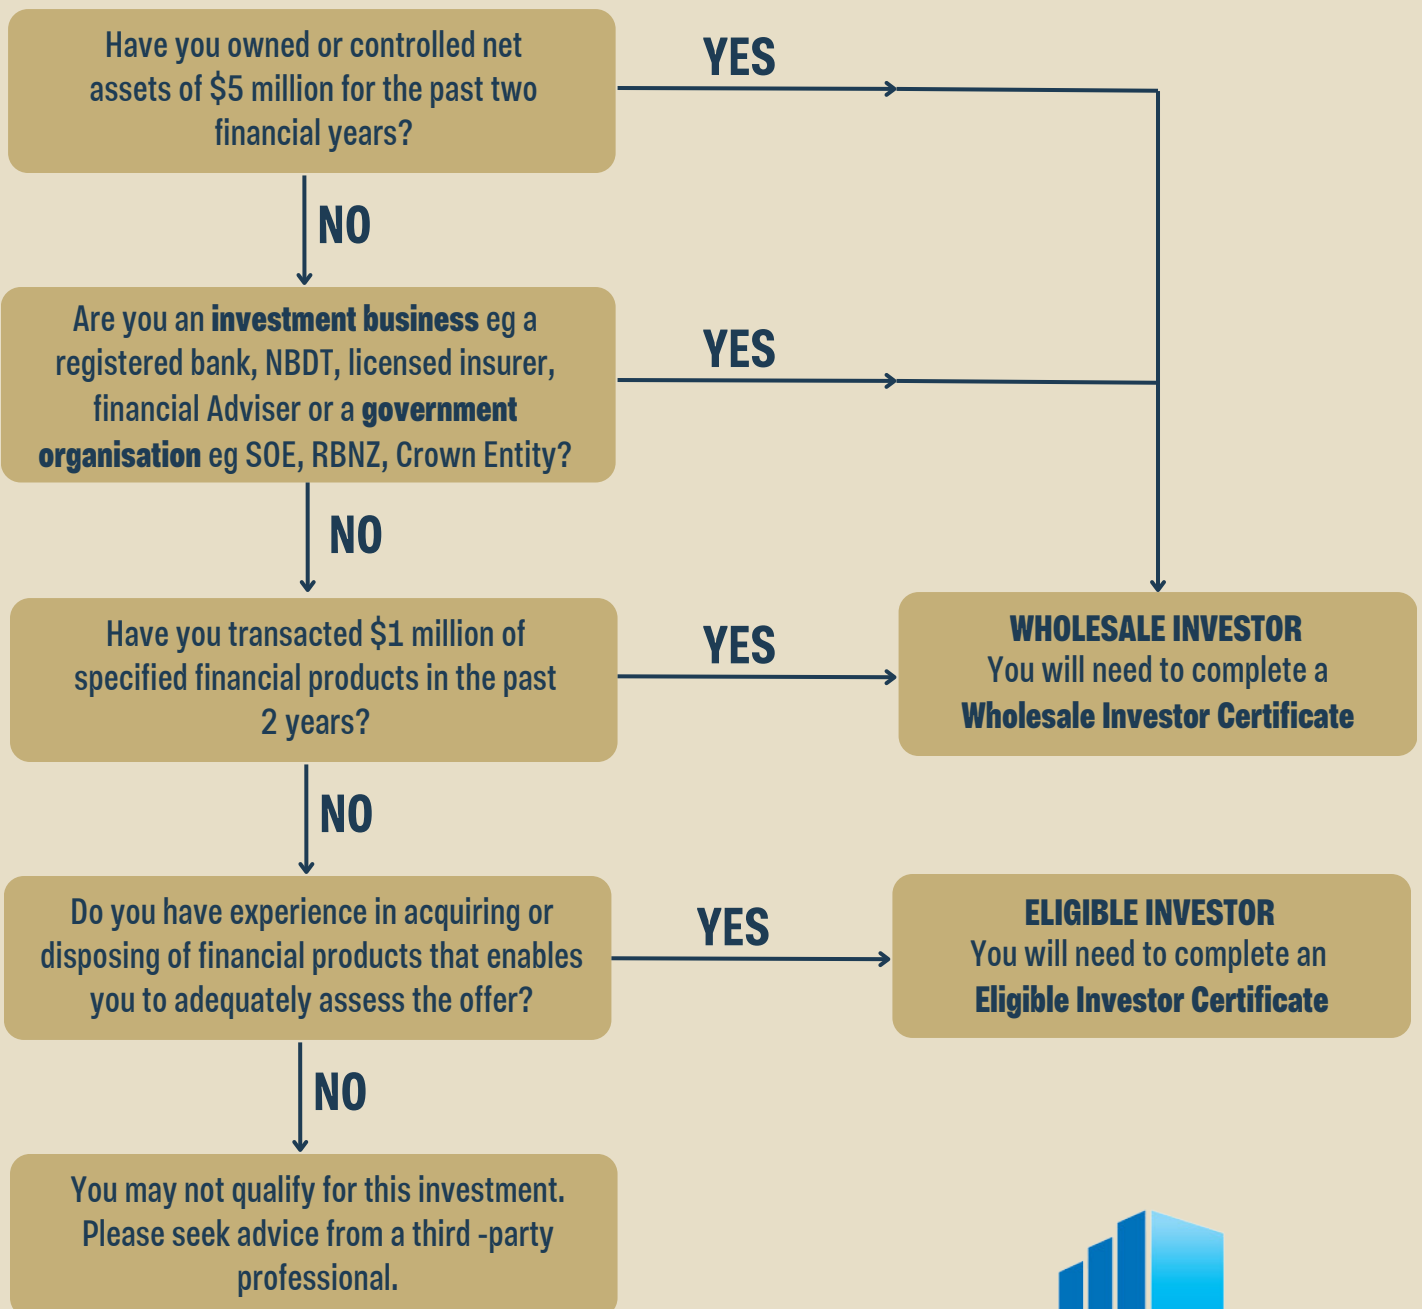 Have you owned or controlled net
assets of $5 million for the past two
financial years?
YES
NO
Are you an investment business eg a
registered bank, NBDT, licensed insurer,
financial Adviser or a government
organisation eg SOE, RBNZ, Crown Entity?
YES
NO
Have you transacted $1 million of
specified financial products in the past
2 years?
YES
WHOLESALE INVESTOR
You will need to complete a
Wholesale Investor Certificate
NO
Do you have experience in acquiring or
disposing of financial products that enables
you to adequately assess the offer?
YES
ELIGIBLE INVESTOR
You will need to complete an
Eligible Investor Certificate
NO
You may not qualify for this investment.
Please seek advice from a third -party
professional.